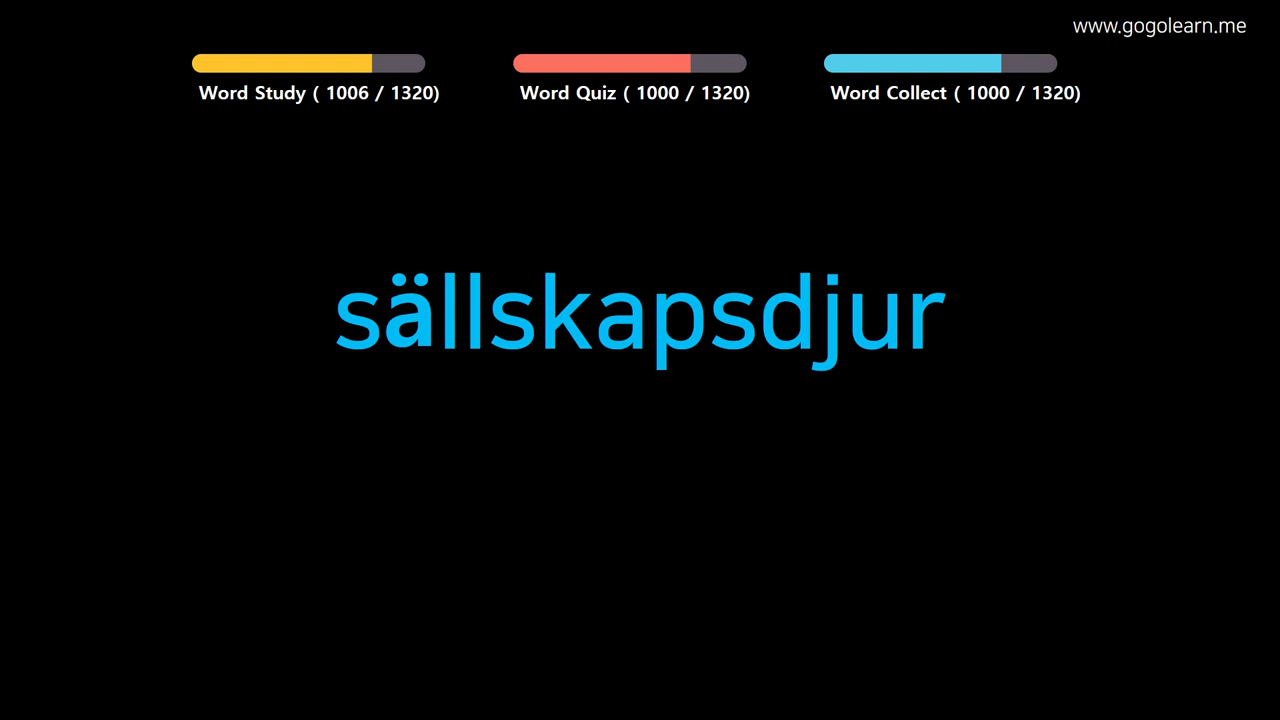 www.gogolearn.me
Word Study ( 1006 / 1320)
Word Quiz ( 1000 / 1320)
Word Collect ( 1000 / 1320)
sällskapsdjur